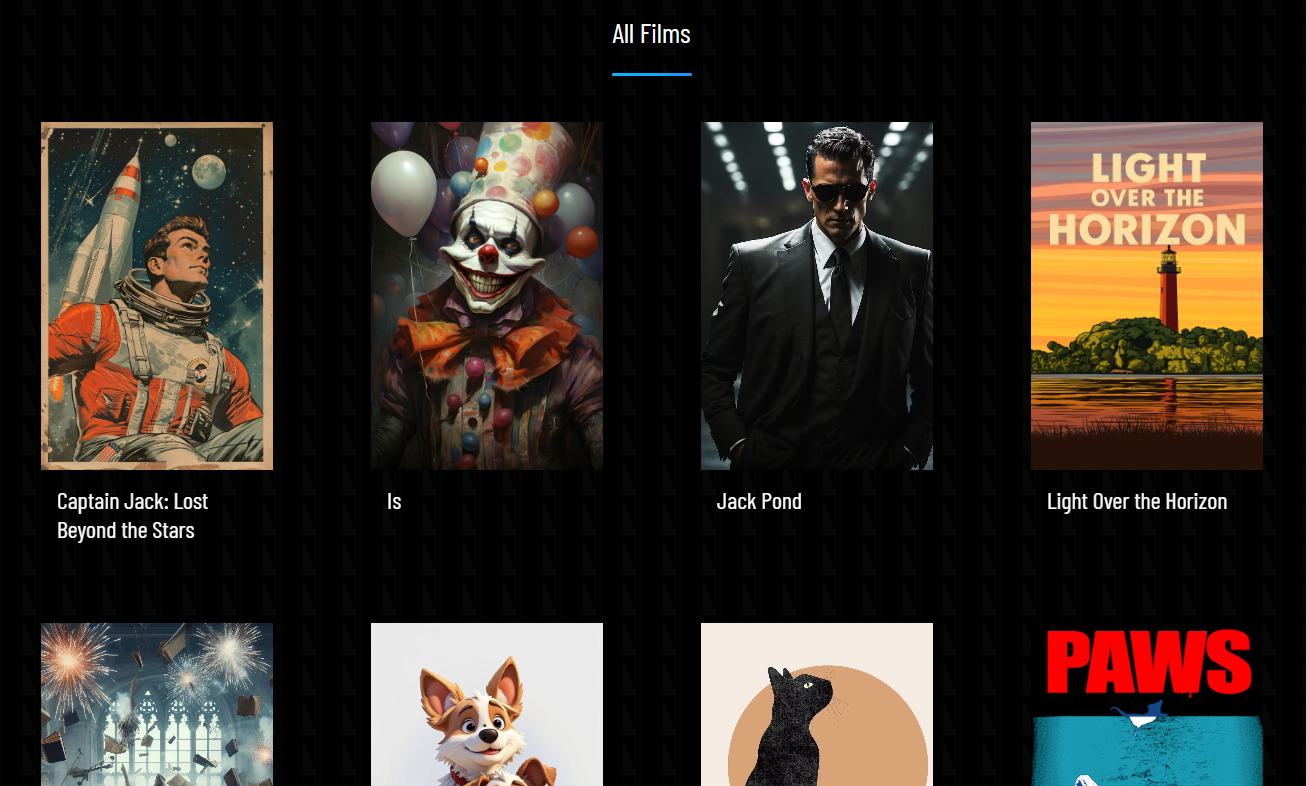 All Films
LIGHT
OVER THE
HORIZON
Captain Jack: Lost
Beyond the Stars
Is
Jack Pond
Light Over the Horizon
PAWS